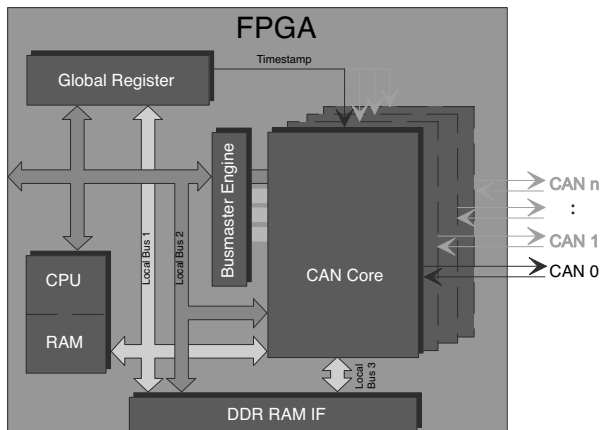 FPGA
Timestamp
Global Register
Busmaster Engine
CAN n
:
CAN 1
CAN 0
Local Bus 1
Local Bus 2
CPU
CAN Core
RAM
Local
Bus 3
DDR RAM IF